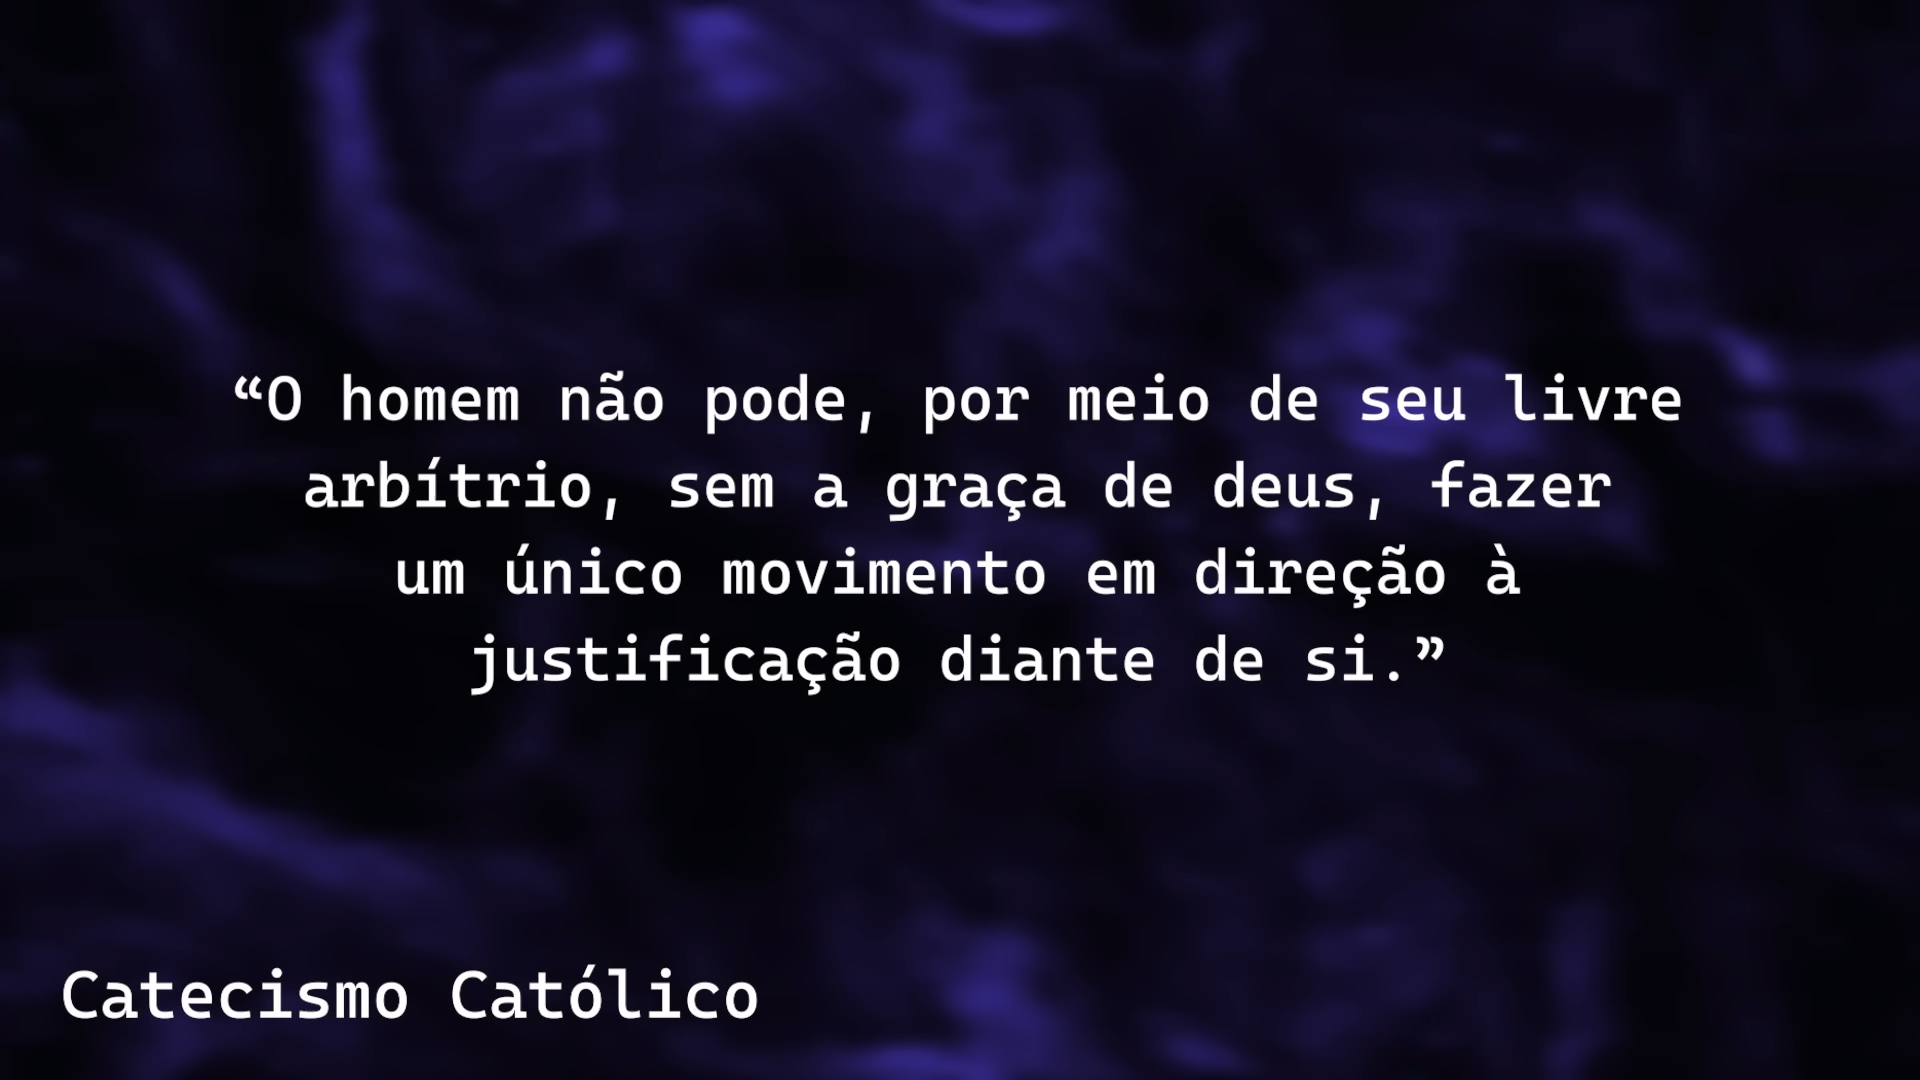 “O homem não pode, por meio de seu livre
arbítrio, sem a graça de deus, fazer
um único movimento em direção à
justificação diante de si.”
Catecismo Católico